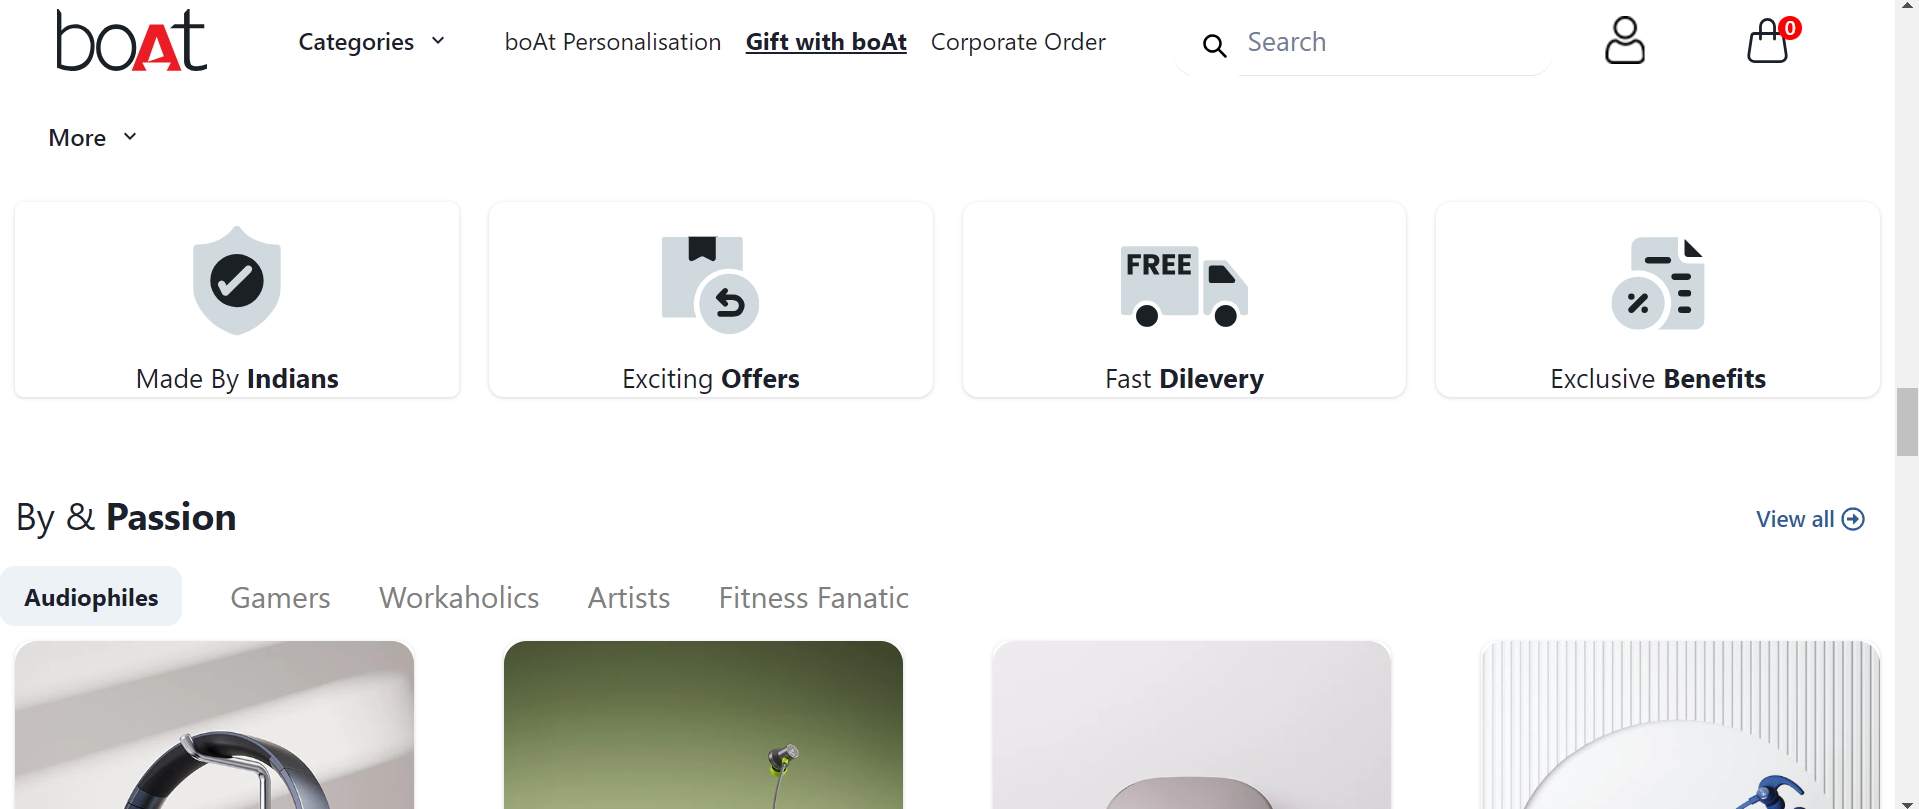 boAt
Categories
boAt Personalisation
Gift with boAt
Corporate Order
Search
0
More
FREE
Made By Indians
Exciting Offers
Fast Dilevery
Exclusive Benefits
By & Passion
View all
Audiophiles
Gamers
Workaholics
Artists
Fitness Fanatic